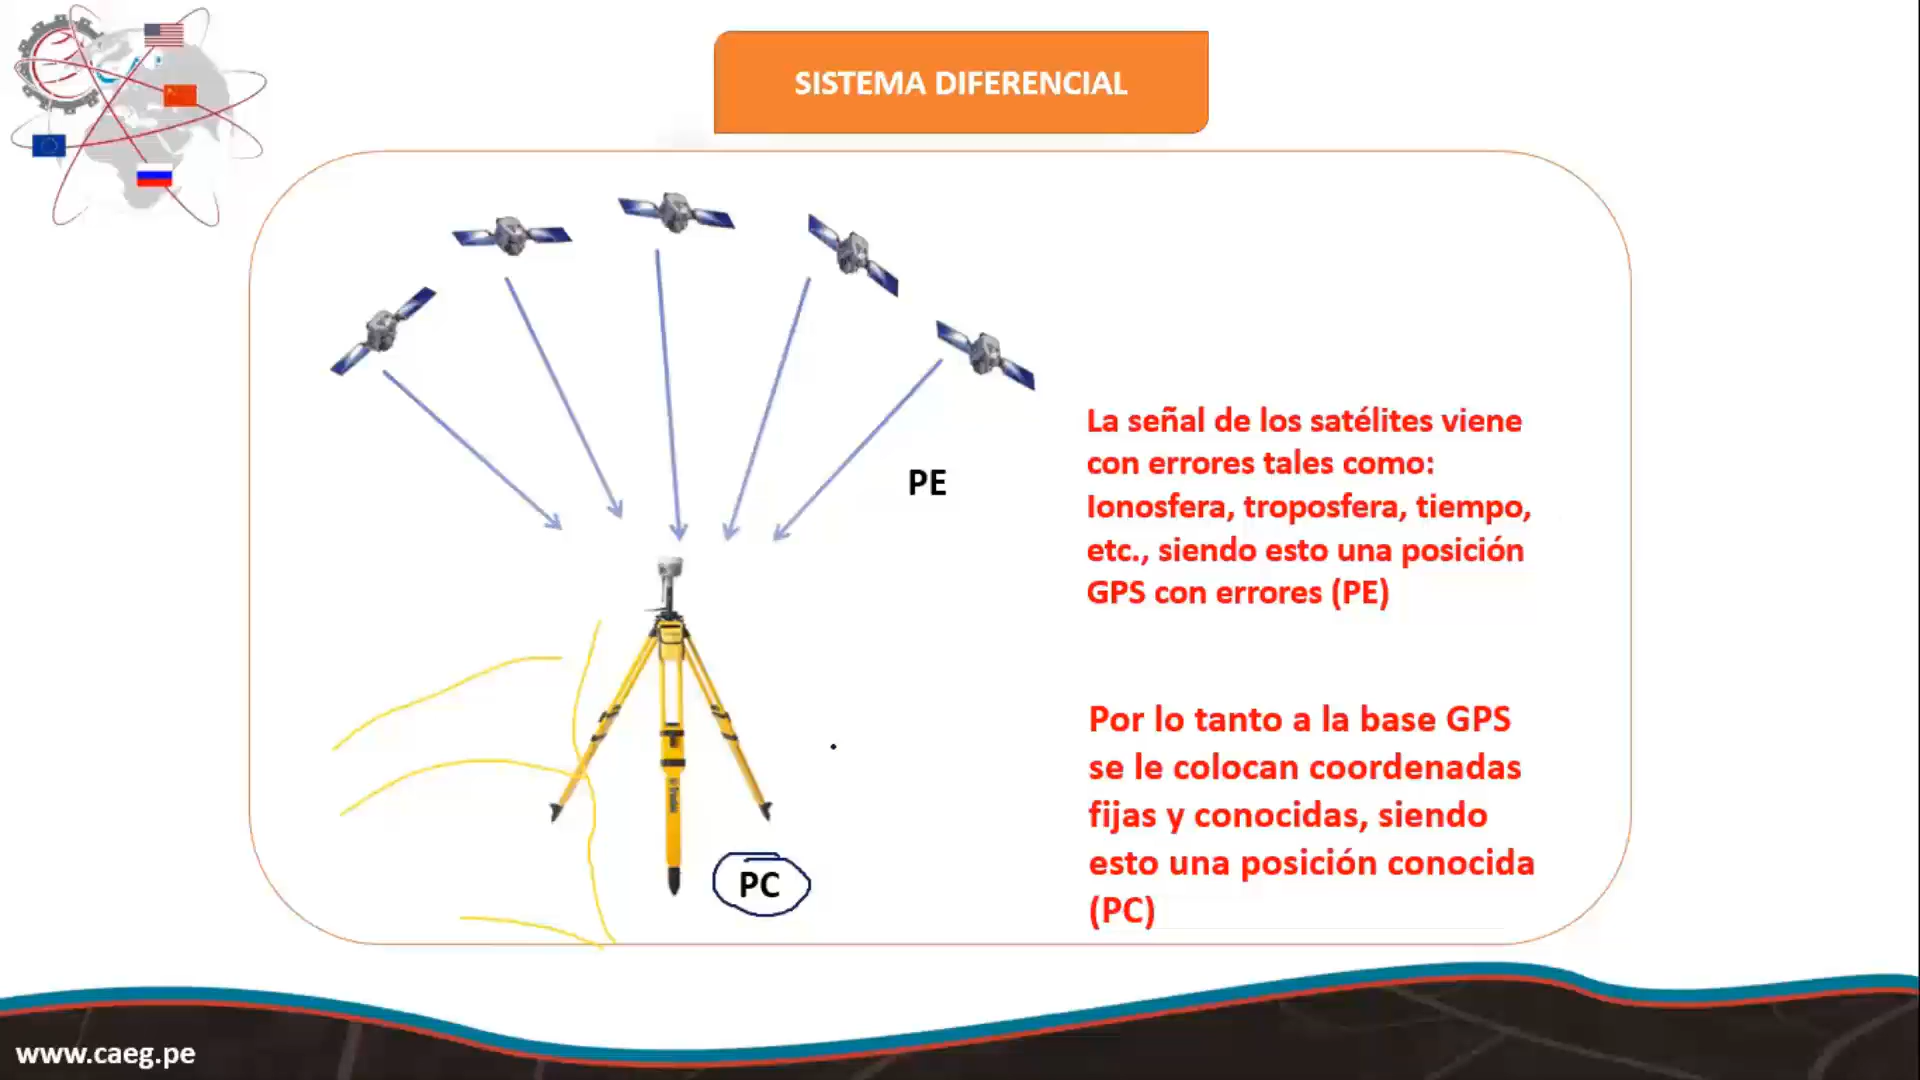 SISTEMA DIFERENCIAL
PE
La señal de los satélites viene
con errores tales como:
Ionosfera, troposfera, tiempo,
etc., siendo esto una posición
GPS con errores (PE)
Por lo tanto a la base GPS
se le colocan coordenadas
fijas y conocidas, siendo
esto una posición conocida
(PC)
PC
www.caeg.pe